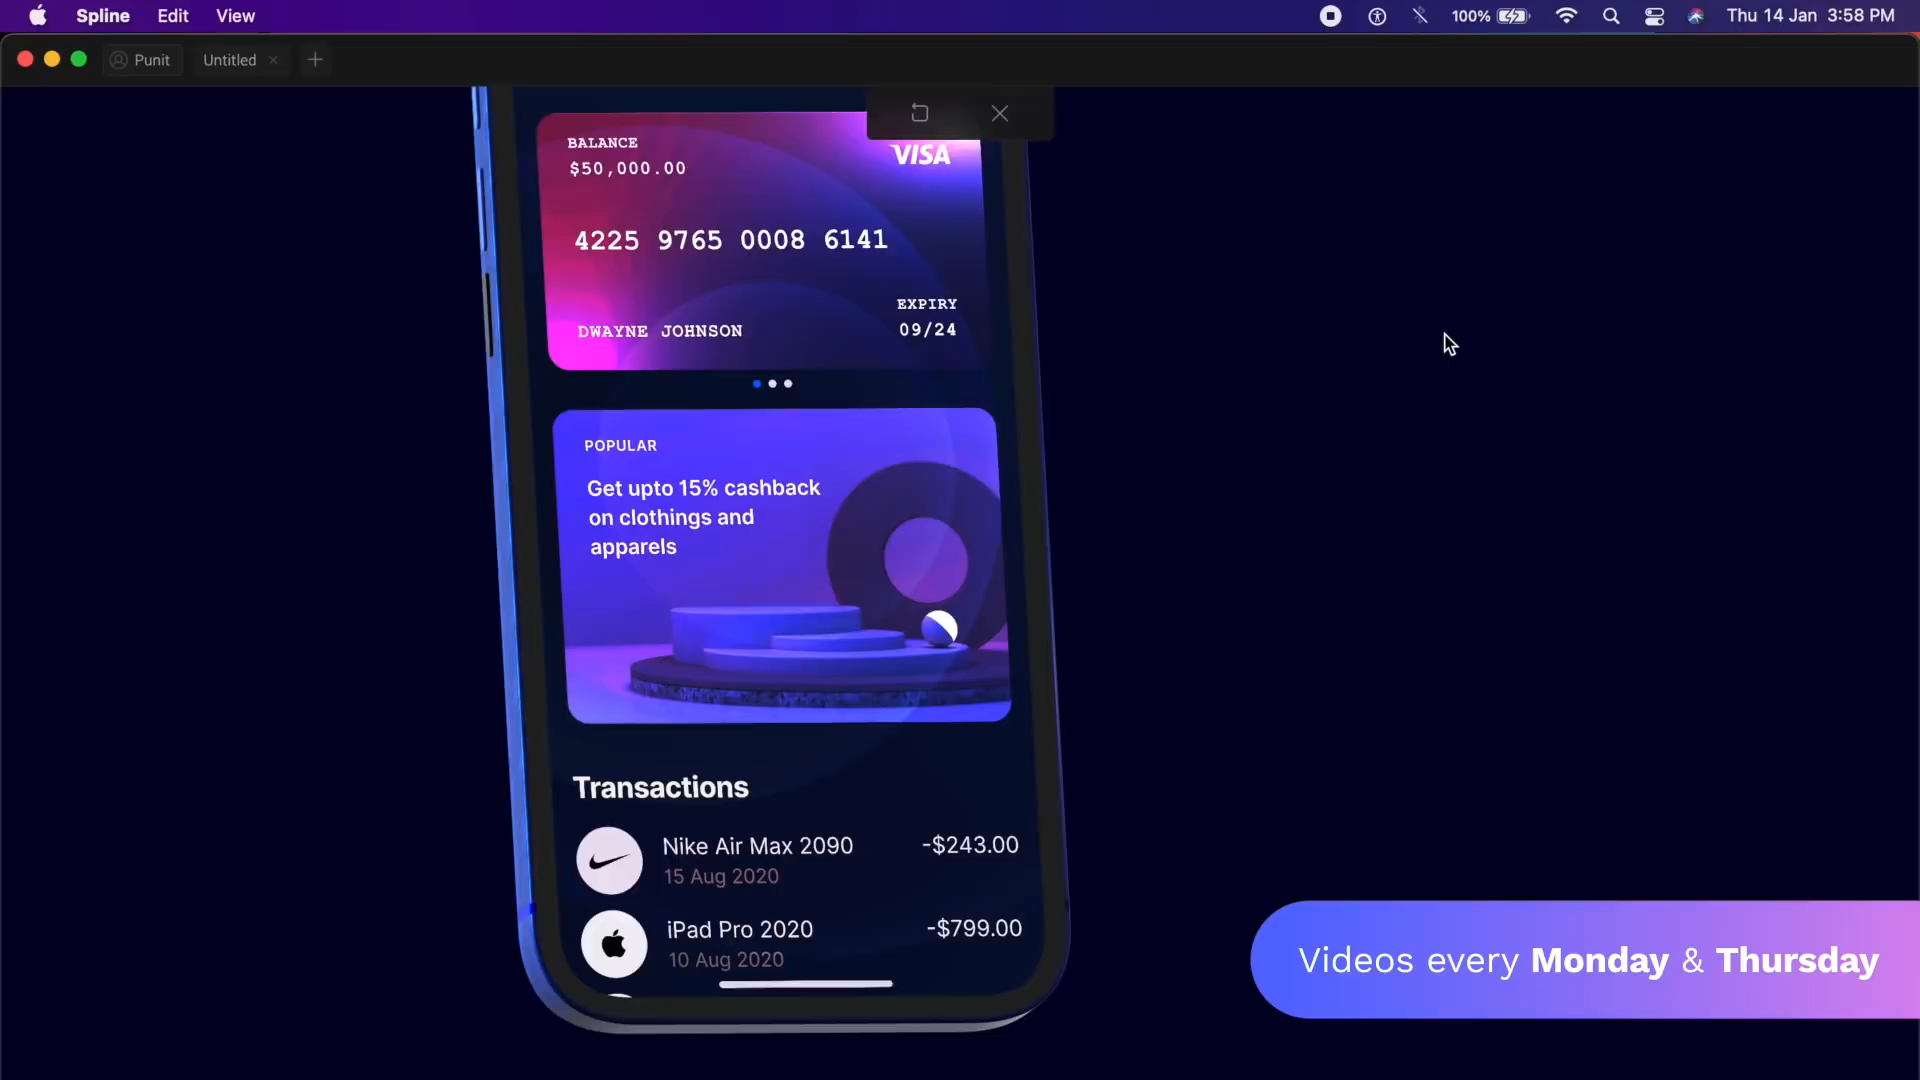 Spline Edit View 100% Thu 14 Jan 3:58 PM
Punit Untitled
BALANCE
$50,000.00
VISA
4225 9765 0008 6141
EXPIRY
DWAYNE JOHNSON 09/24
POPULAR
Get upto 15% cashback
on clothings and
apparels
Transactions
Nike Air Max 2090 -$243.00
15 Aug 2020
iPad Pro 2020 -$799.00
10 Aug 2020
Videos every Monday & Thursday